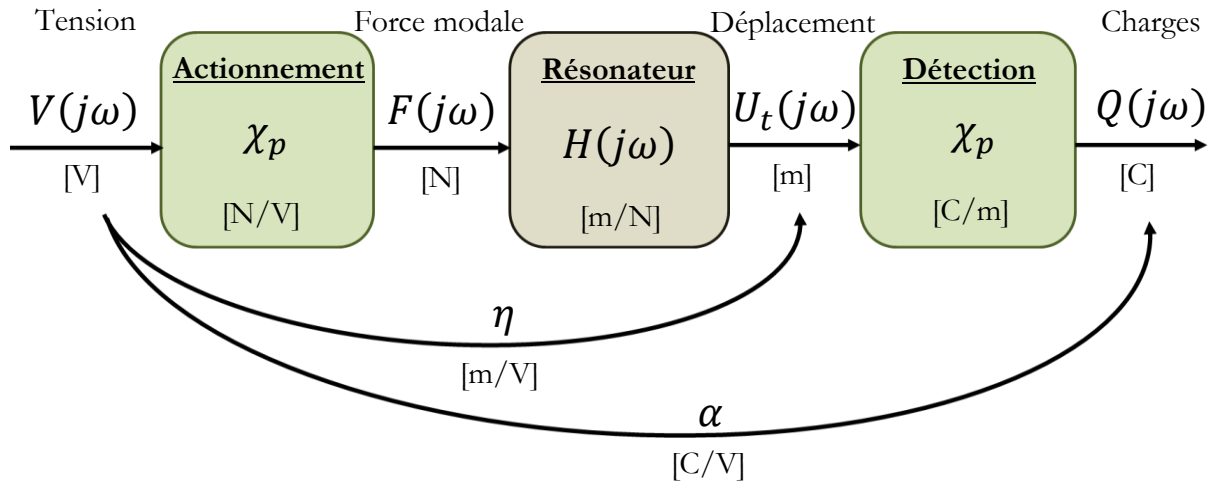 Tension
Force modale
Déplacement
Charges
Actionnement
Résonateur
Détection
V(jω)
χₚ
F(jω)
H(jω)
Uₜ(jω)
χₚ
Q(jω)
[V]
[N/V]
[N]
[m/N]
[m]
[C/m]
[C]
η
[m/V]
α
[C/V]